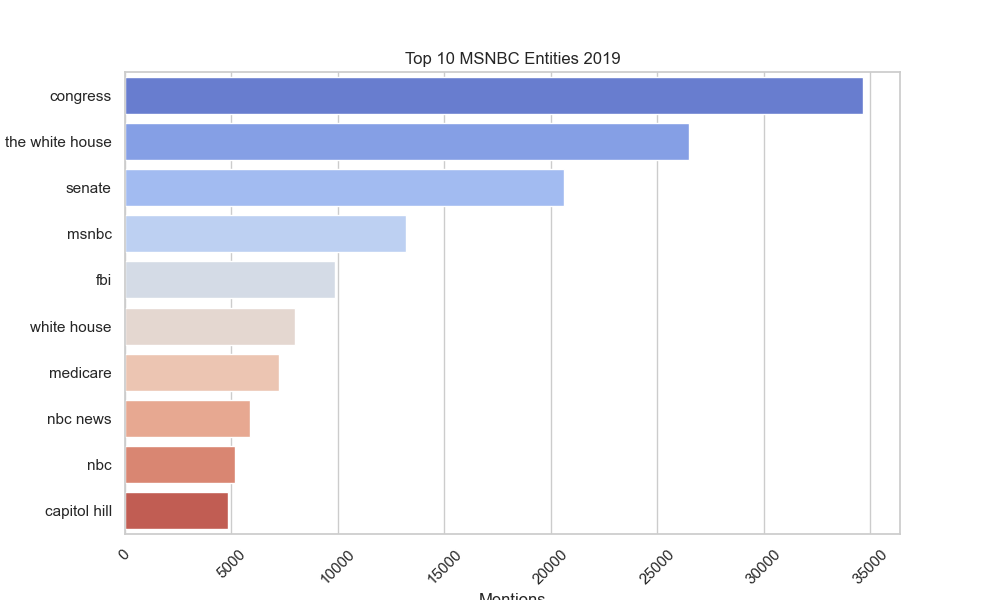 Top 10 MSNBC Entities 2019
congress
the white house
senate
msnbc
fbi
white house
medicare
nbc news
nbc
capitol hill
0
5000
10000
15000
20000
25000
30000
35000
Mentions